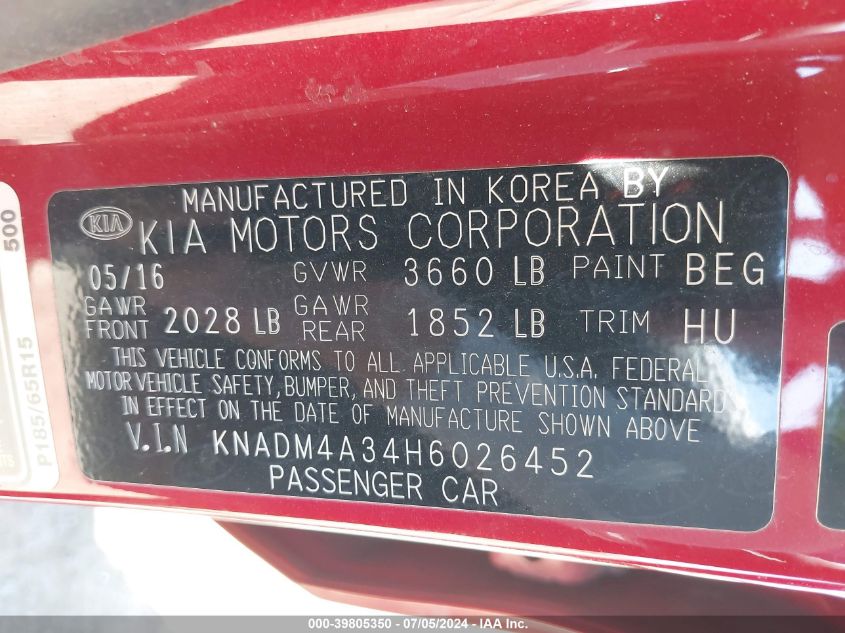 MANUFACTURED IN KOREA BY
KIA
KIA MOTORS CORPORATION
05/16 GVWR 3660 LB PAINT BEG
GAWR FRONT 2028 LB GAWR REAR 1852 LB TRIM HU
THIS VEHICLE CONFORMS TO ALL APPLICABLE U.S.A. FEDERAL
MOTOR VEHICLE SAFETY, BUMPER, AND THEFT PREVENTION STANDARDS
IN EFFECT ON THE DATE OF MANUFACTURE SHOWN ABOVE
V.I.N KNADM4A34H6026452
PASSENGER CAR
500
P185/65R15
000-39805350 - 07/05/2024 - IAAI.COM